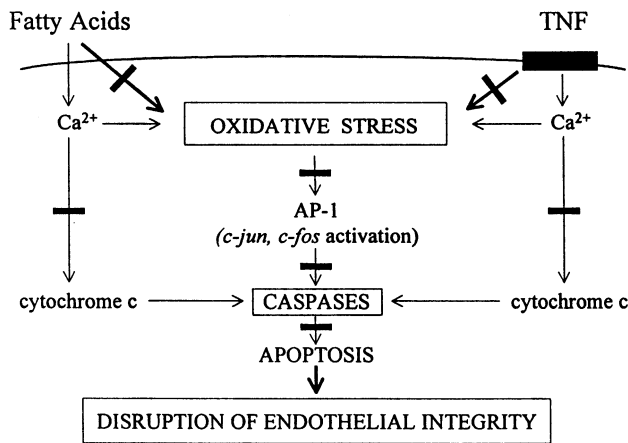 Fatty Acids
TNF
Ca²⁺
OXIDATIVE STRESS
Ca²⁺
AP-1
(c-jun, c-fos activation)
cytochrome c
CASPASES
cytochrome c
APOPTOSIS
DISRUPTION OF ENDOTHELIAL INTEGRITY